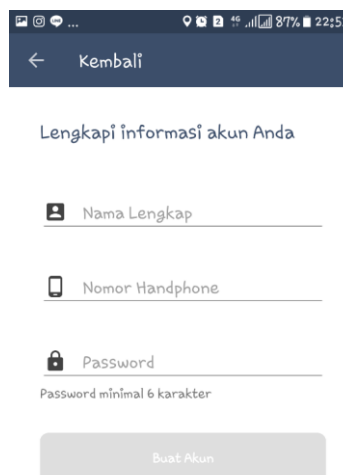 ... 4G 87% 22:5
Kembali
Lengkapi informasi akun Anda
Nama Lengkap
Nomor Handphone
Password
Password minimal 6 karakter
Buat Akun